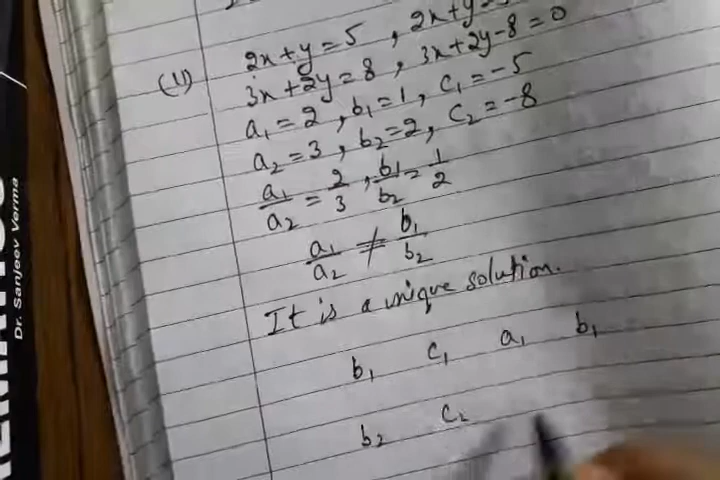 (ii) 2x+y=5 , 2x+y-
3x+2y=8 , 3x+2y-8=0
a₁=2 , b₁=1 , c₁=-5
a₂=3 , b₂=2 , c₂=-8
a₁/a₂ = 2/3 , b₁/b₂ = 1/2
a₁/a₂ ≠ b₁/b₂
It is a unique solution.
b₁ c₁ a₁ b₁
b₂ c₂
Dr. Sanjeev Verma